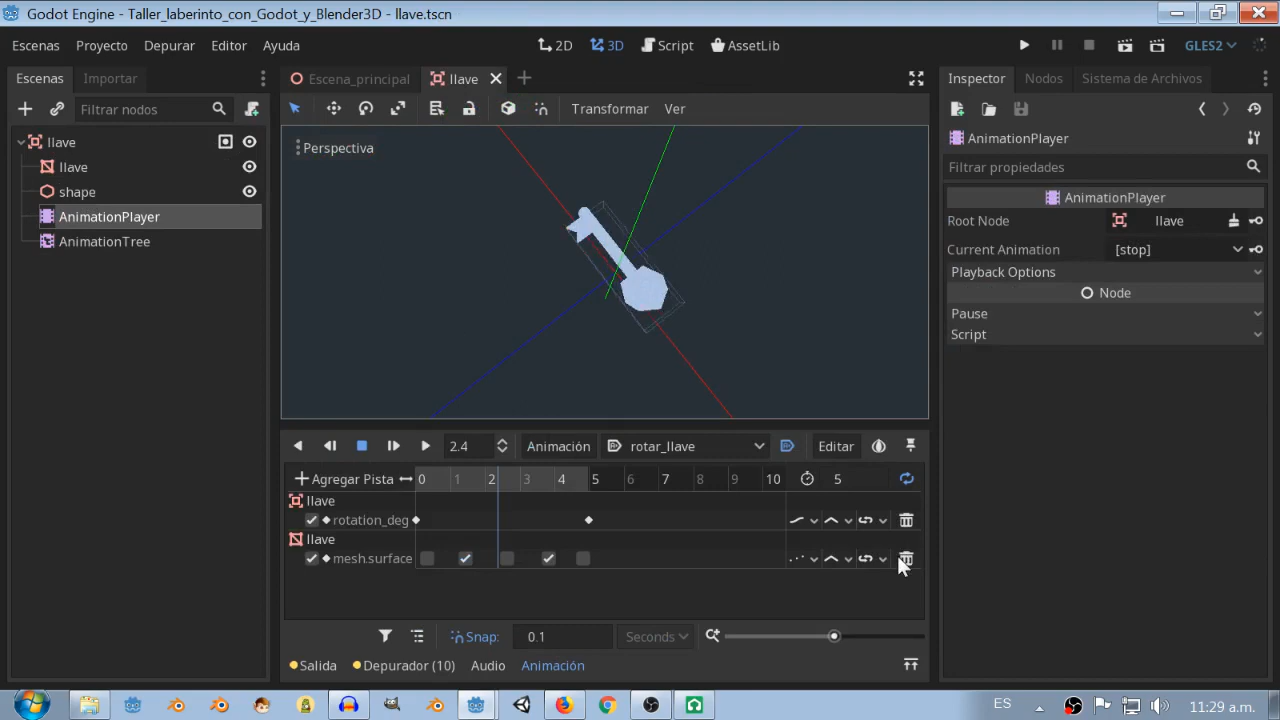 Godot Engine - Taller_laberinto_con_Godot_y_Blender3D - llave.tscn
Escenas Proyecto Depurar Editor Ayuda 2D 3D Script AssetLib GLES2
Escenas Importar Escena_principal llave Inspector Nodos Sistema de Archivos
Filtrar nodos Transformar Ver
llave
llave
shape
AnimationPlayer
AnimationTree
Perspectiva
AnimationPlayer
Filtrar propiedades
AnimationPlayer
Root Node llave
Current Animation [stop]
Playback Options
Node
Pause
Script
2.4 Animación rotar_llave Editar
Agregar Pista 0 1 2 3 4 5 6 7 8 9 10 5
llave
rotation_deg
llave
mesh.surface
Snap: 0.1 Seconds
Salida Depurador (10) Audio Animación
ES 11:29 a.m.